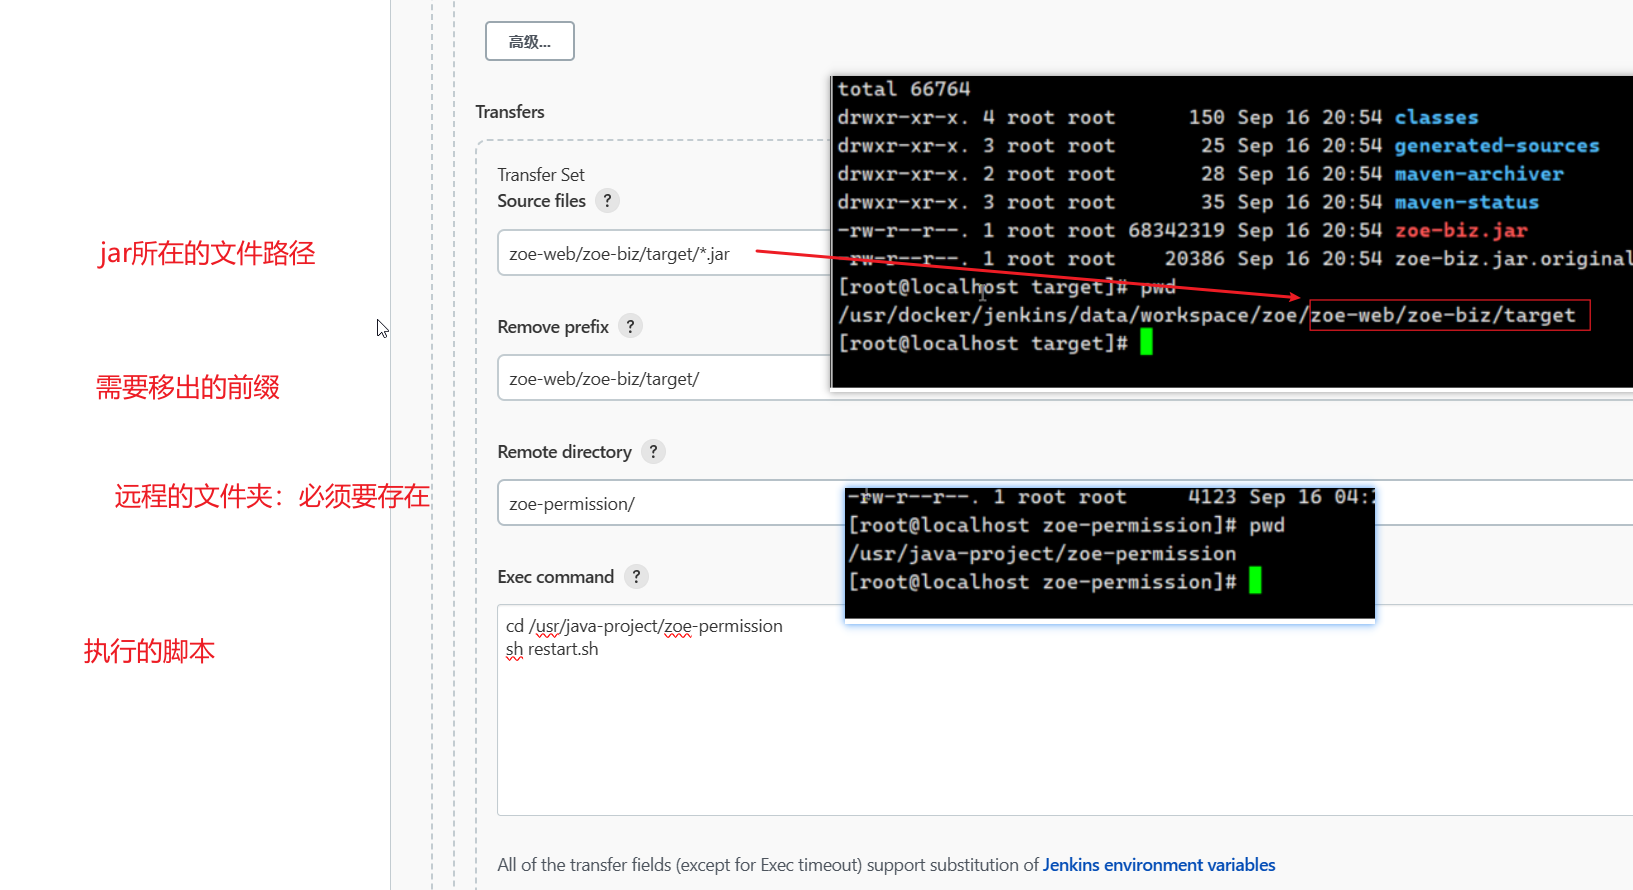 高级...
Transfers
Transfer Set
Source files ?
zoe-web/zoe-biz/target/*.jar
jar所在的文件路径
Remove prefix ?
zoe-web/zoe-biz/target/
需要移出的前缀
Remote directory ?
zoe-permission/
远程的文件夹：必须要存在
Exec command ?
cd /usr/java-project/zoe-permission
sh restart.sh
执行的脚本
All of the transfer fields (except for Exec timeout) support substitution of Jenkins environment variables
total 66764
drwxr-xr-x. 4 root root 150 Sep 16 20:54 classes
drwxr-xr-x. 3 root root 25 Sep 16 20:54 generated-sources
drwxr-xr-x. 2 root root 28 Sep 16 20:54 maven-archiver
drwxr-xr-x. 3 root root 35 Sep 16 20:54 maven-status
-rw-r--r--. 1 root root 68342319 Sep 16 20:54 zoe-biz.jar
-rw-r--r--. 1 root root 20386 Sep 16 20:54 zoe-biz.jar.original
[root@localhost target]# pwd
/usr/docker/jenkins/data/workspace/zoe/zoe-web/zoe-biz/target
[root@localhost target]#
-rw-r--r--. 1 root root 4123 Sep 16
[root@localhost zoe-permission]# pwd
/usr/java-project/zoe-permission
[root@localhost zoe-permission]#